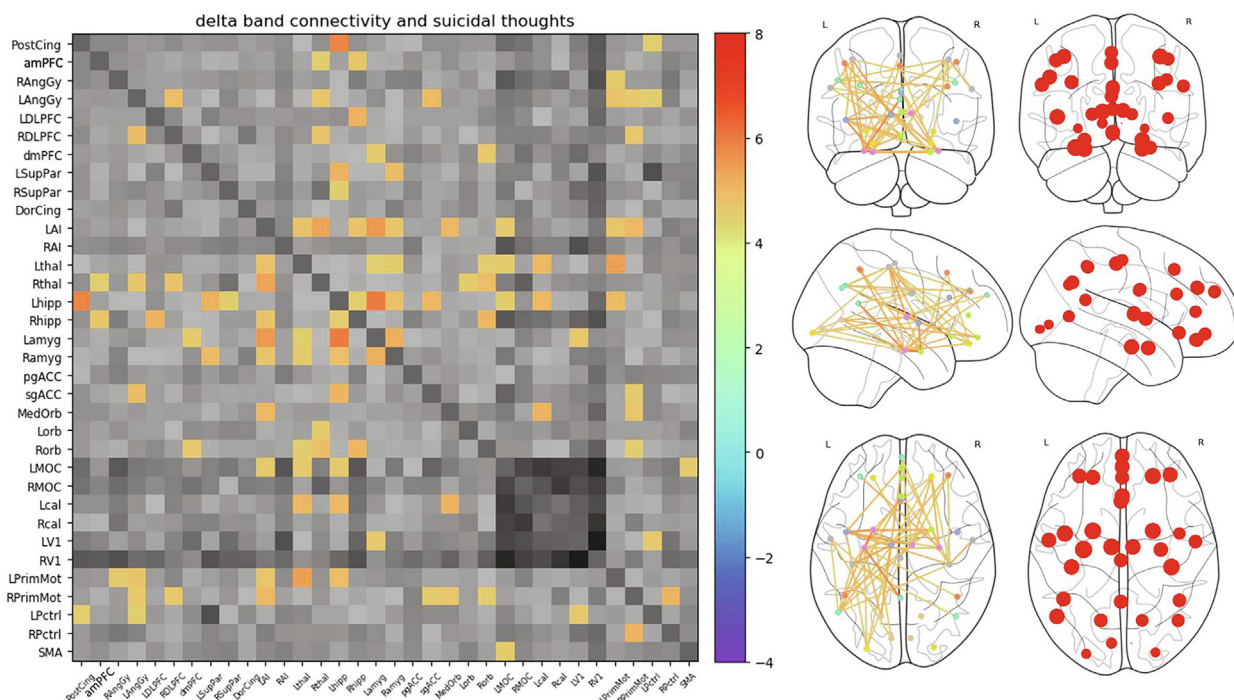 delta band connectivity and suicidal thoughts
PostCing
amPFC
RAngGy
LAngGy
LDLPFC
RDLPFC
dmPFC
LSupPar
RSupPar
DorCing
LAI
RAI
Lthal
Rthal
Lhipp
Rhipp
Lamyg
Ramyg
pgACC
sgACC
MedOrb
Lorb
Rorb
LMOC
RMOC
Lcal
Rcal
LV1
RV1
LPrimMot
RPrimMot
LPctrl
RPctrl
SMA
PostCing amPFC RAngGy LAngGy LDLPFC RDLPFC dmPFC LSupPar RSupPar DorCing LAI RAI Lthal Rthal Lhipp Rhipp Lamyg Ramyg pgACC sgACC MedOrb Lorb Rorb LMOC RMOC Lcal Rcal LV1 RV1 LPrimMot RPrimMot LPctrl RPctrl SMA
8
6
4
2
0
−2
−4
L R L R
L R L R